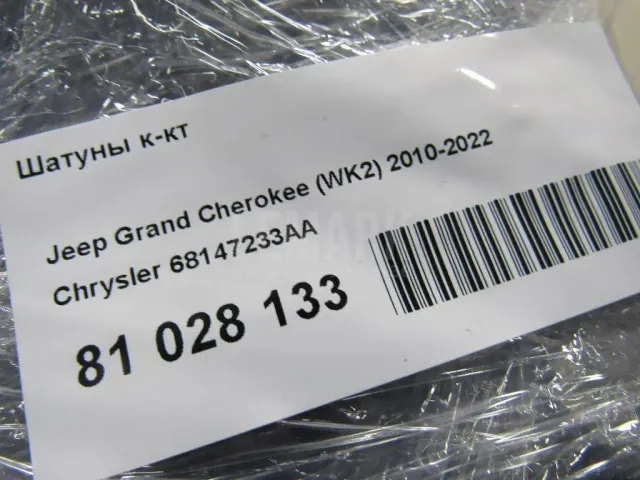 Шатуны к-кт
Jeep Grand Cherokee (WK2) 2010-2022
Chrysler 68147233AA
81 028 133